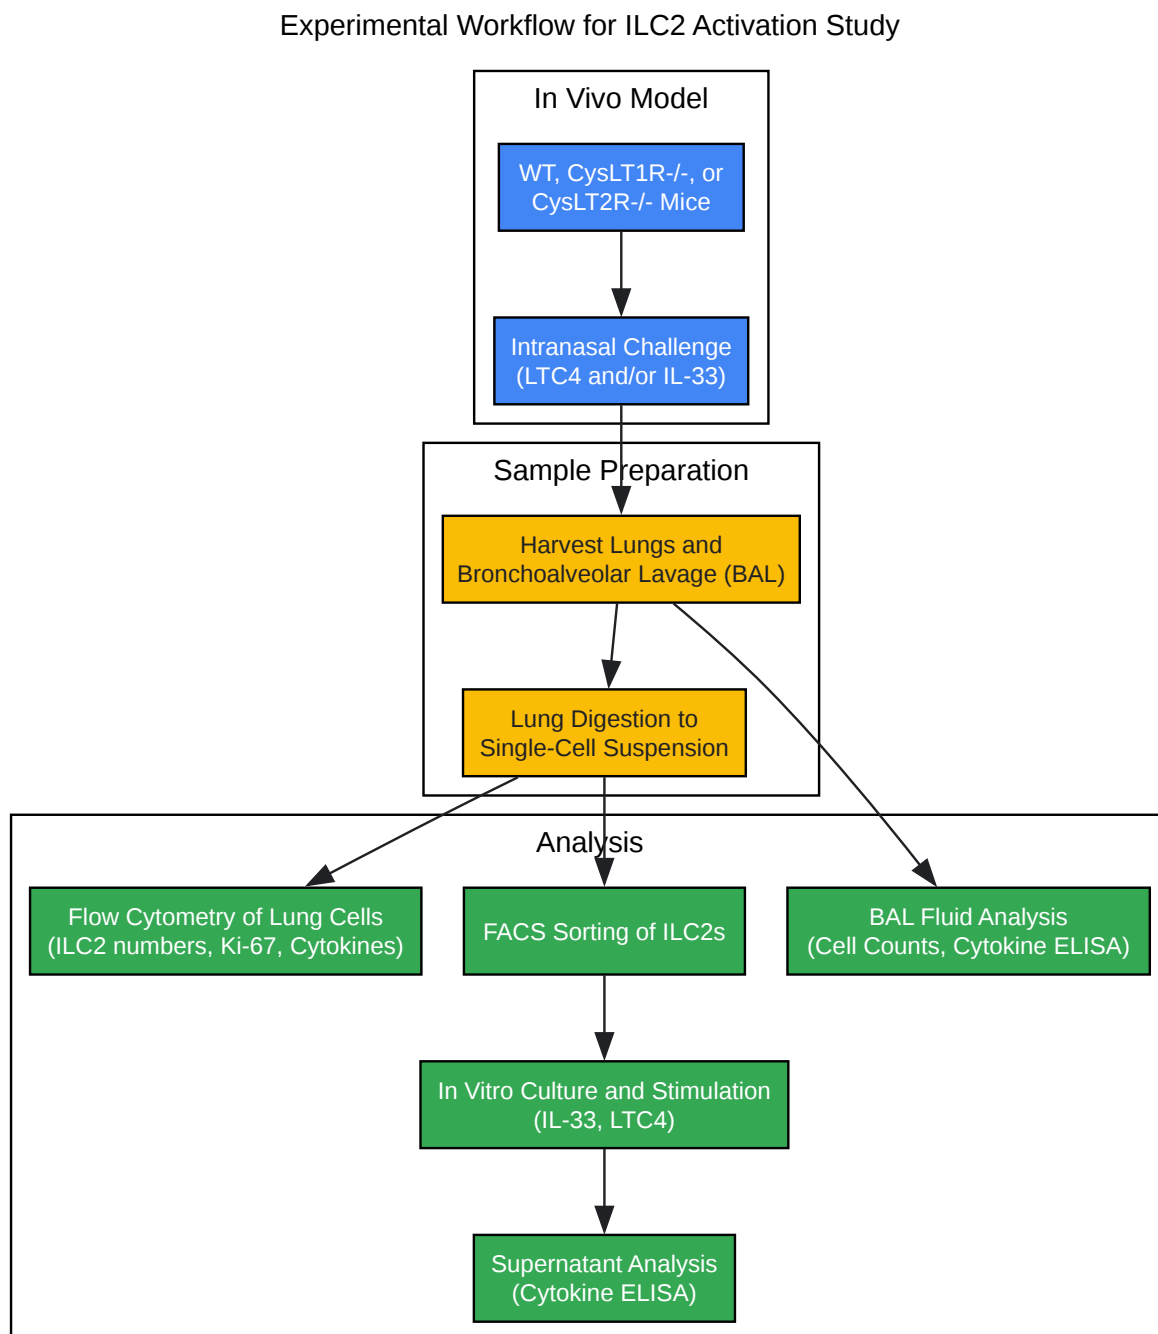 Experimental Workflow for ILC2 Activation Study
In Vivo Model
WT, CysLT1R-/-, or
CysLT2R-/- Mice
Intranasal Challenge
(LTC4 and/or IL-33)
Sample Preparation
Harvest Lungs and
Bronchoalveolar Lavage (BAL)
Lung Digestion to
Single-Cell Suspension
Analysis
Flow Cytometry of Lung Cells
(ILC2 numbers, Ki-67, Cytokines)
FACS Sorting of ILC2s
BAL Fluid Analysis
(Cell Counts, Cytokine ELISA)
In Vitro Culture and Stimulation
(IL-33, LTC4)
Supernatant Analysis
(Cytokine ELISA)